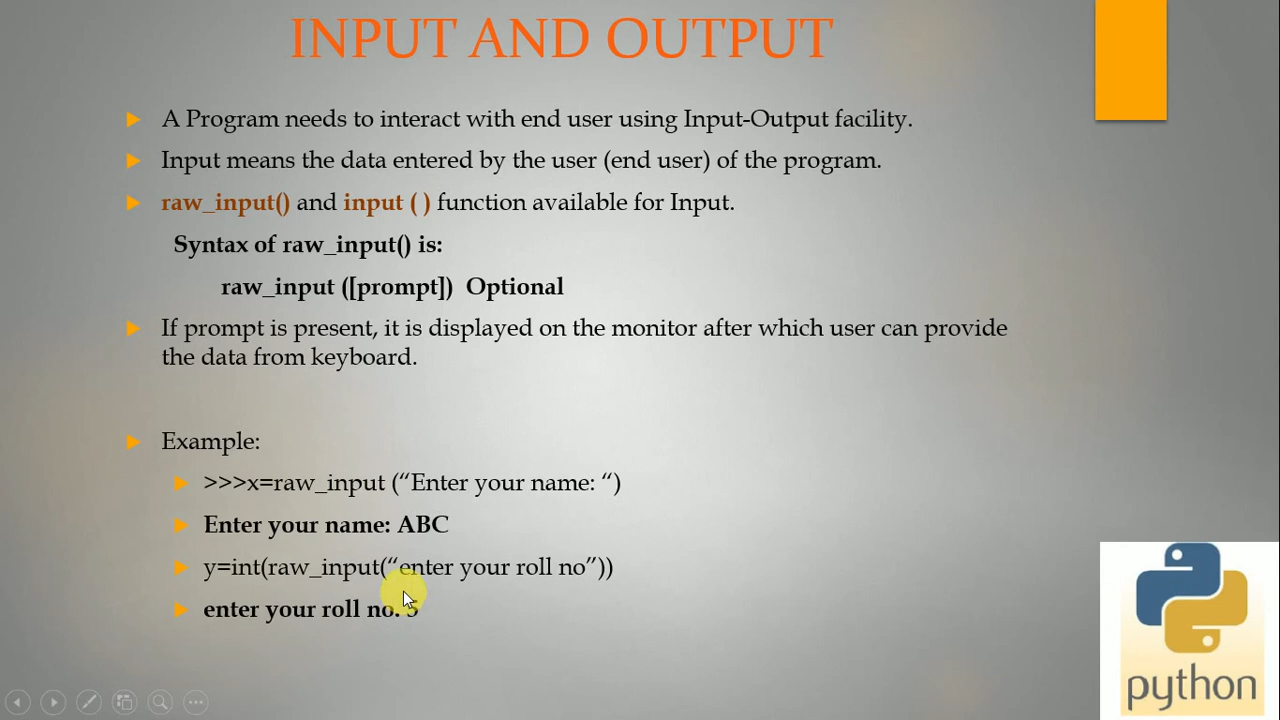 INPUT AND OUTPUT
A Program needs to interact with end user using Input-Output facility.
Input means the data entered by the user (end user) of the program.
raw_input() and input ( ) function available for Input.
Syntax of raw_input() is:
raw_input ([prompt])  Optional
If prompt is present, it is displayed on the monitor after which user can provide
the data from keyboard.
Example:
>>>x=raw_input (“Enter your name: “)
Enter your name: ABC
y=int(raw_input(“enter your roll no”))
enter your roll no.
python